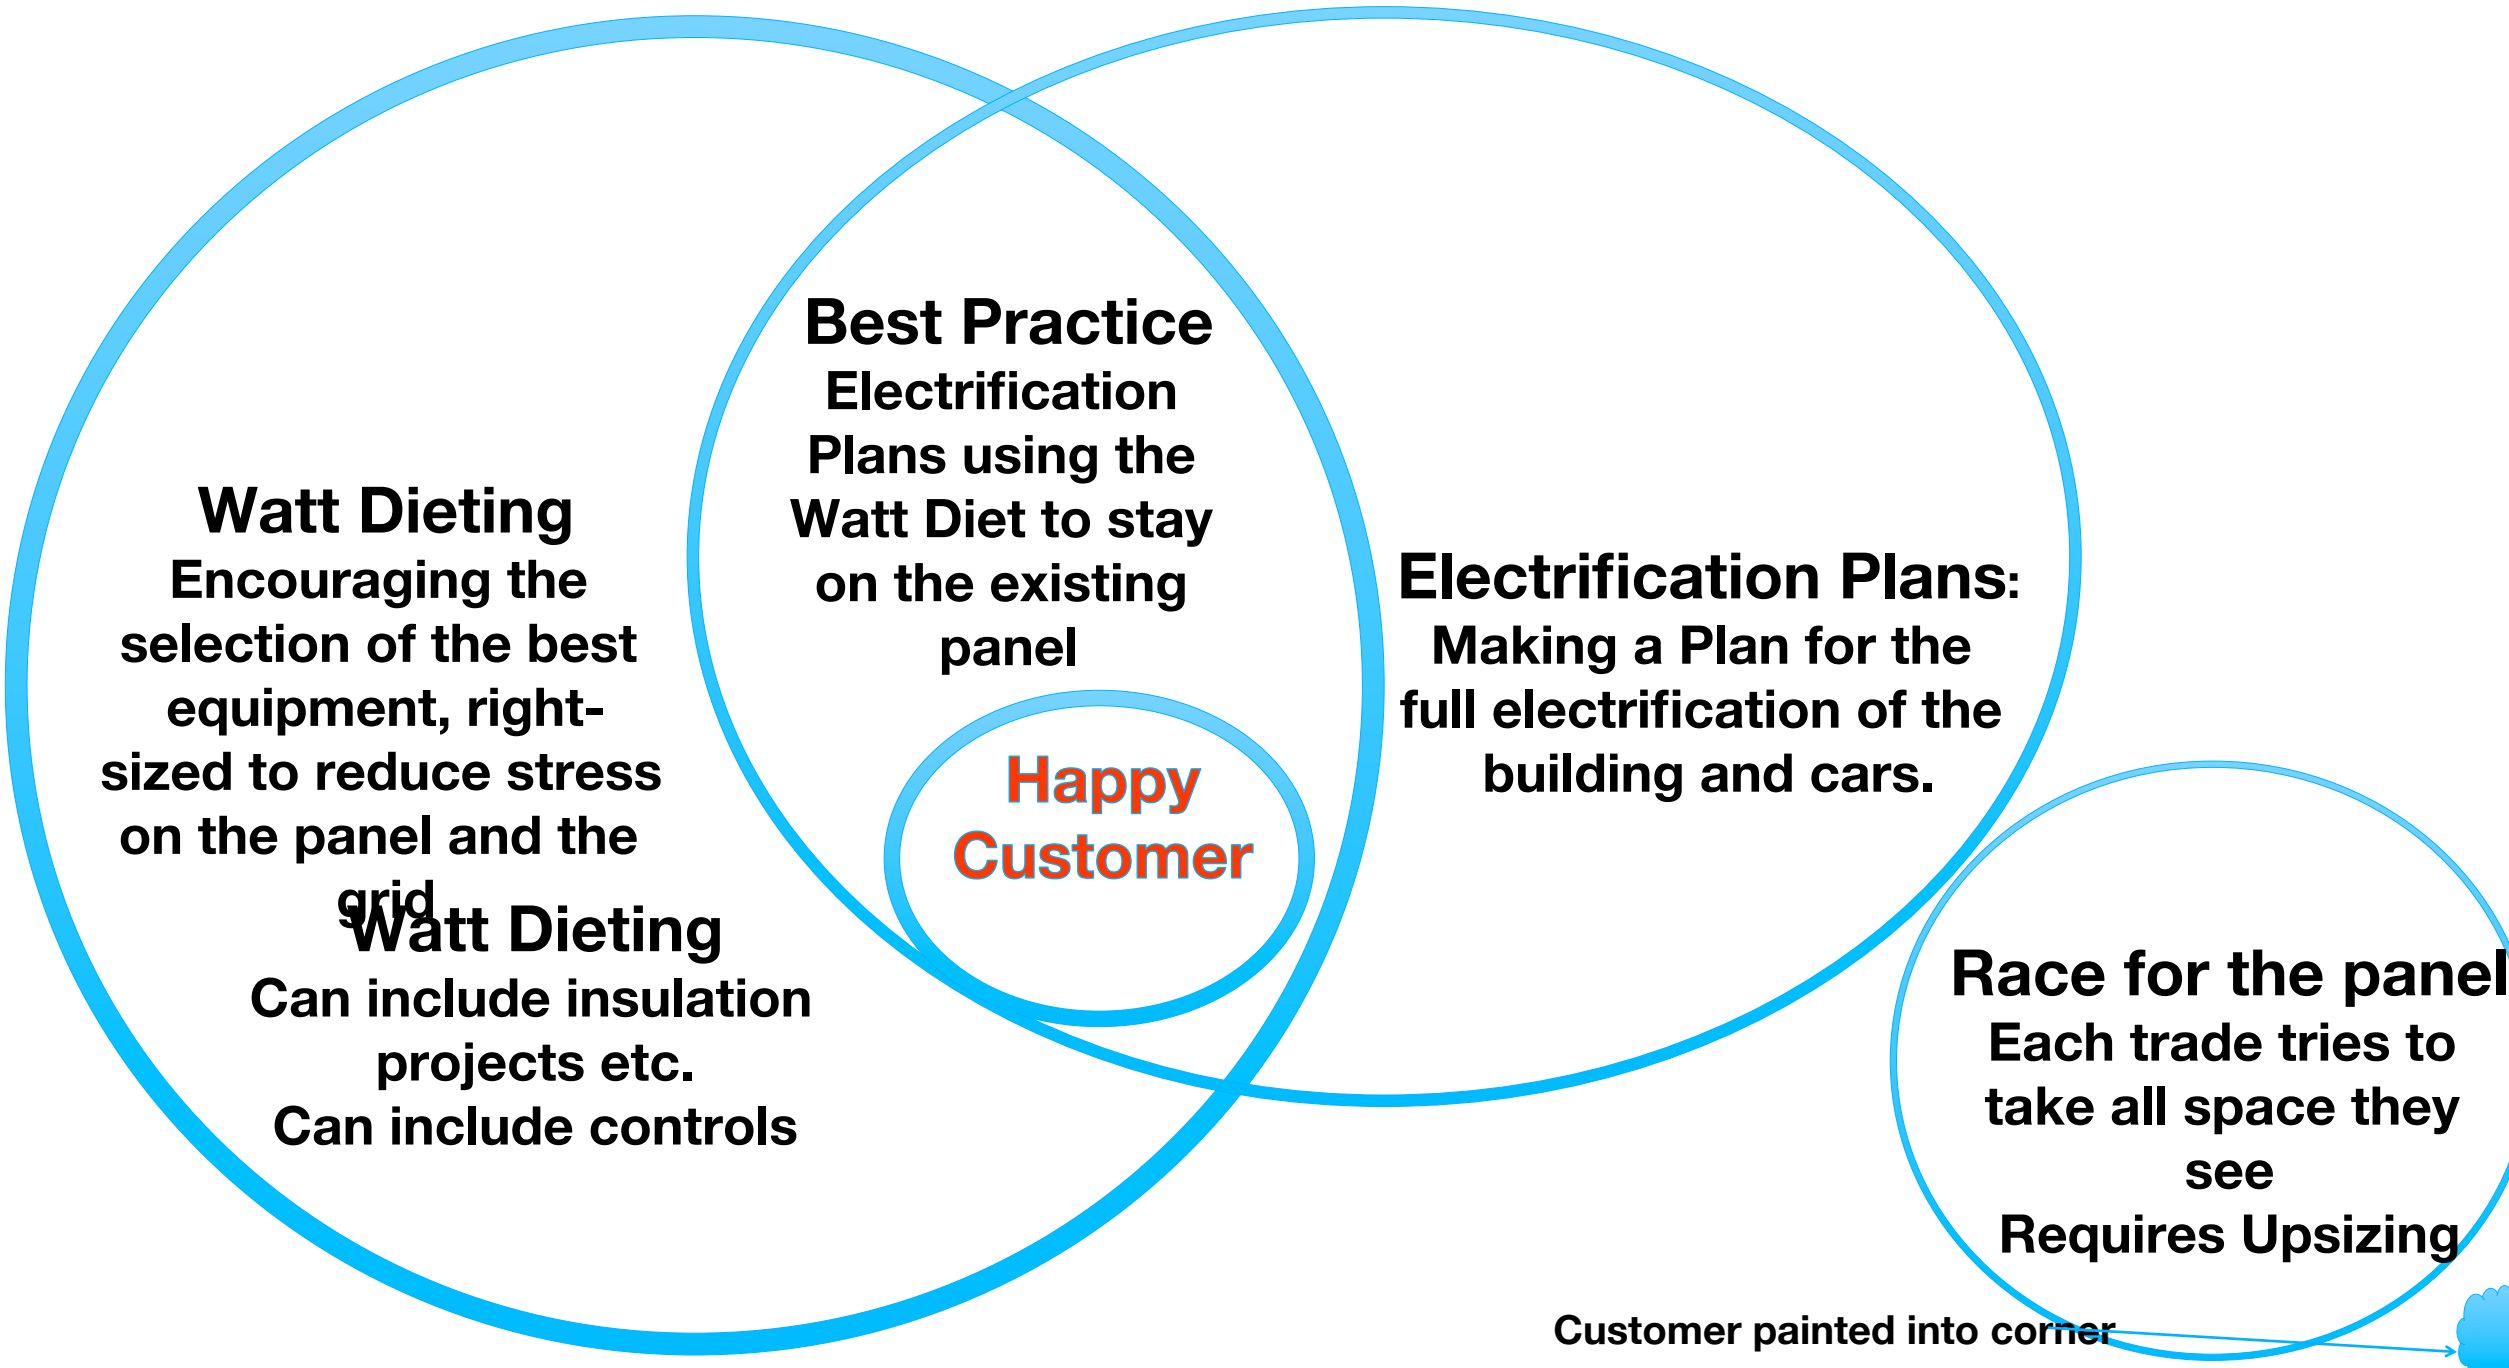 Watt Dieting
Encouraging the
selection of the best
equipment, right-
sized to reduce stress
on the panel and the
grid
Watt Dieting
Can include insulation
projects etc.
Can include controls
Best Practice
Electrification
Plans using the
Watt Diet to stay
on the existing
panel
Happy
Customer
Electrification Plans:
Making a Plan for the
full electrification of the
building and cars.
Race for the panel
Each trade tries to
take all space they
see
Requires Upsizing
Customer painted into corner